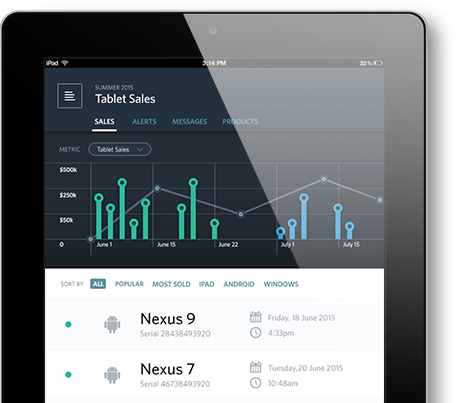 iPad 3:14 PM 32%
SUMMER 2015
Tablet Sales
SALES ALERTS MESSAGES PRODUCTS
METRIC Tablet Sales
$500k
$250k
$50k
0 June 1 June 15 June 22 July 1 July 15
SORT BY ALL POPULAR MOST SOLD IPAD ANDROID WINDOWS
Nexus 9
Friday, 18 June 2015
Serial 28438493920
4:33pm
Nexus 7
Tuesday,20 June 2015
Serial 46738493920
10:48am